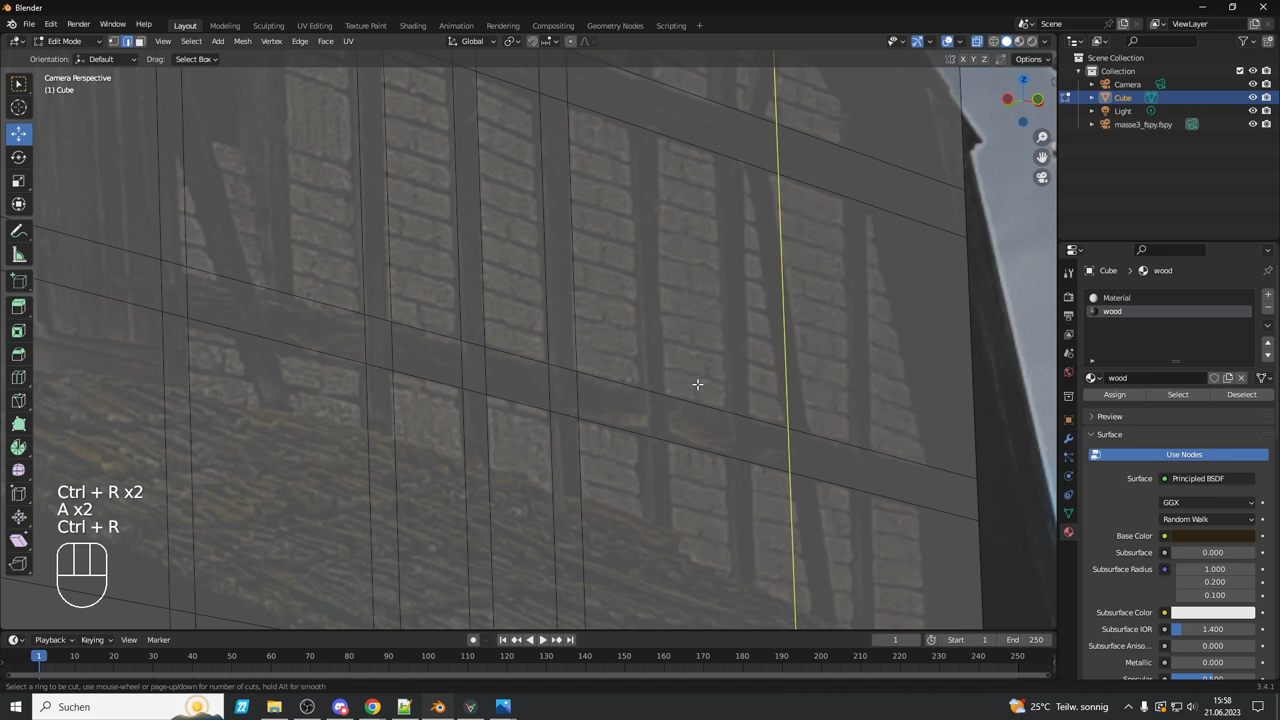 Blender
File Edit Render Window Help
Layout Modeling Sculpting UV Editing Texture Paint Shading Animation Rendering Compositing Geometry Nodes Scripting +
Scene
ViewLayer
Edit Mode View Select Add Mesh Vertex Edge Face UV
Global
Orientation: Default Drag: Select Box
X Y Z Options
Camera Perspective
(1) Cube
Z
Scene Collection
Collection
Camera
Cube
Light
masse3_fspy.fspy
Cube > wood
Material
wood
wood
Assign Select Deselect
Preview
Surface
Use Nodes
Surface Principled BSDF
GGX
Random Walk
Base Color
Subsurface 0.000
Subsurface Radius 1.000
0.200
0.100
Subsurface Color
Subsurface IOR 1.400
Subsurface Aniso... 0.000
Metallic 0.000
Specular 0.500
Ctrl + R x2
A x2
Ctrl + R
Playback Keying View Marker
1 Start 1 End 250
1 10 20 30 40 50 60 70 80 90 100 110 120 130 140 150 160 170 180 190 200 210 220 230 240 250
Select a ring to be cut, use mouse-wheel or page-up/down for number of cuts, hold Alt for smooth
3.4.1
Suchen
25°C Teilw. sonnig
15:58
21.06.2023